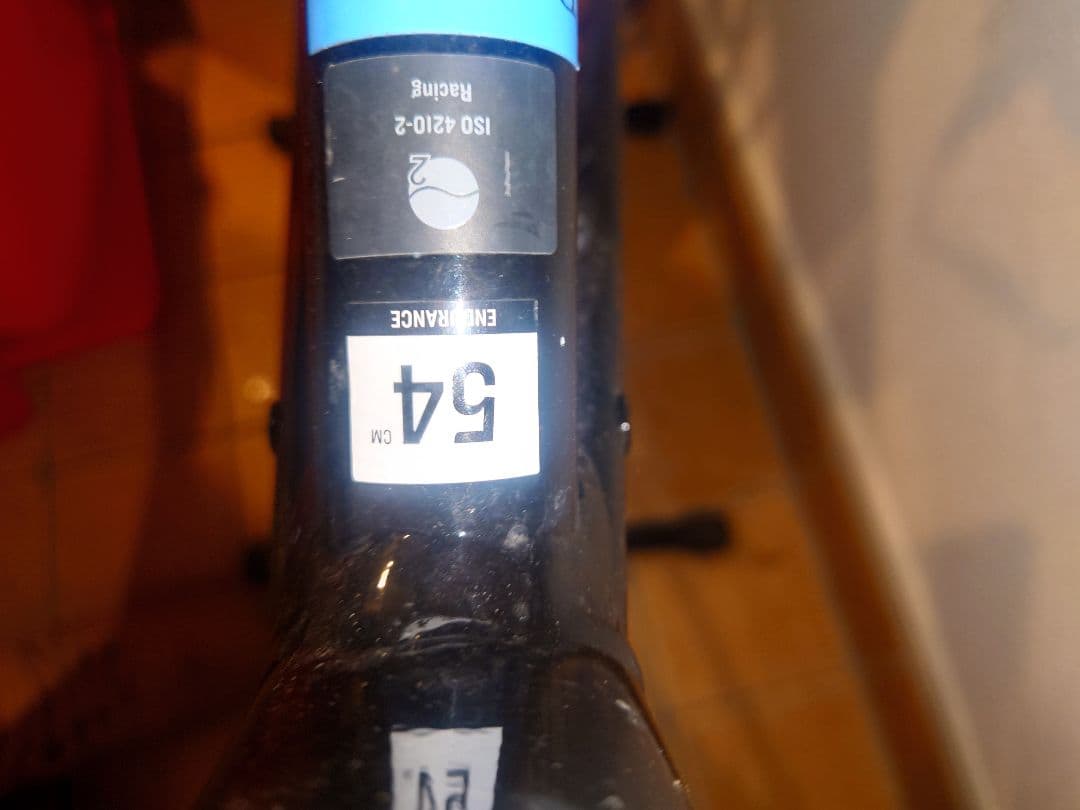 54 CM
ENDURANCE
2
ISO 4210-2
Racing